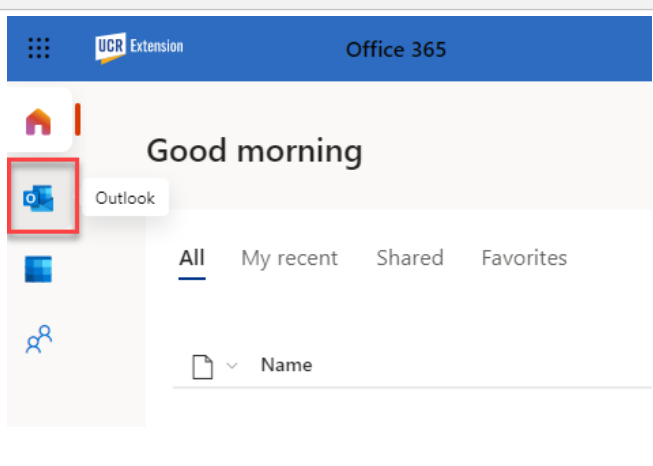 UCR Extension
Office 365
Good morning
Outlook
All My recent Shared Favorites
Name